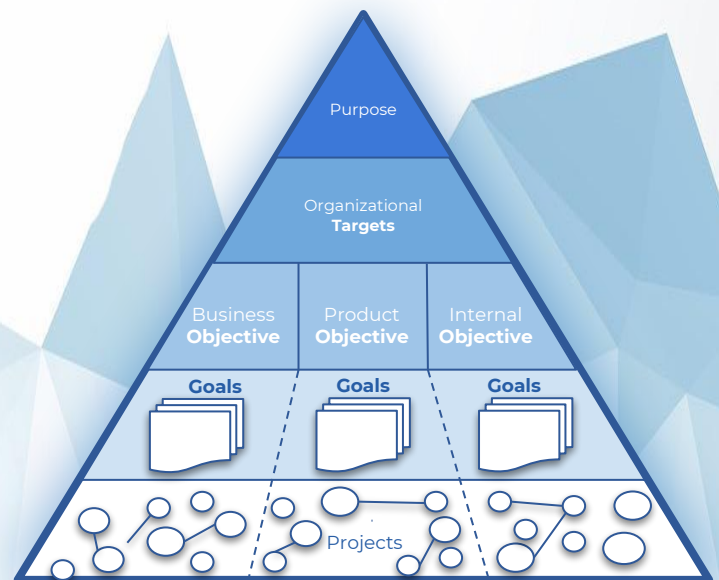 Purpose
Organizational
Targets
Business
Objective
Product
Objective
Internal
Objective
Goals
Goals
Goals
Projects